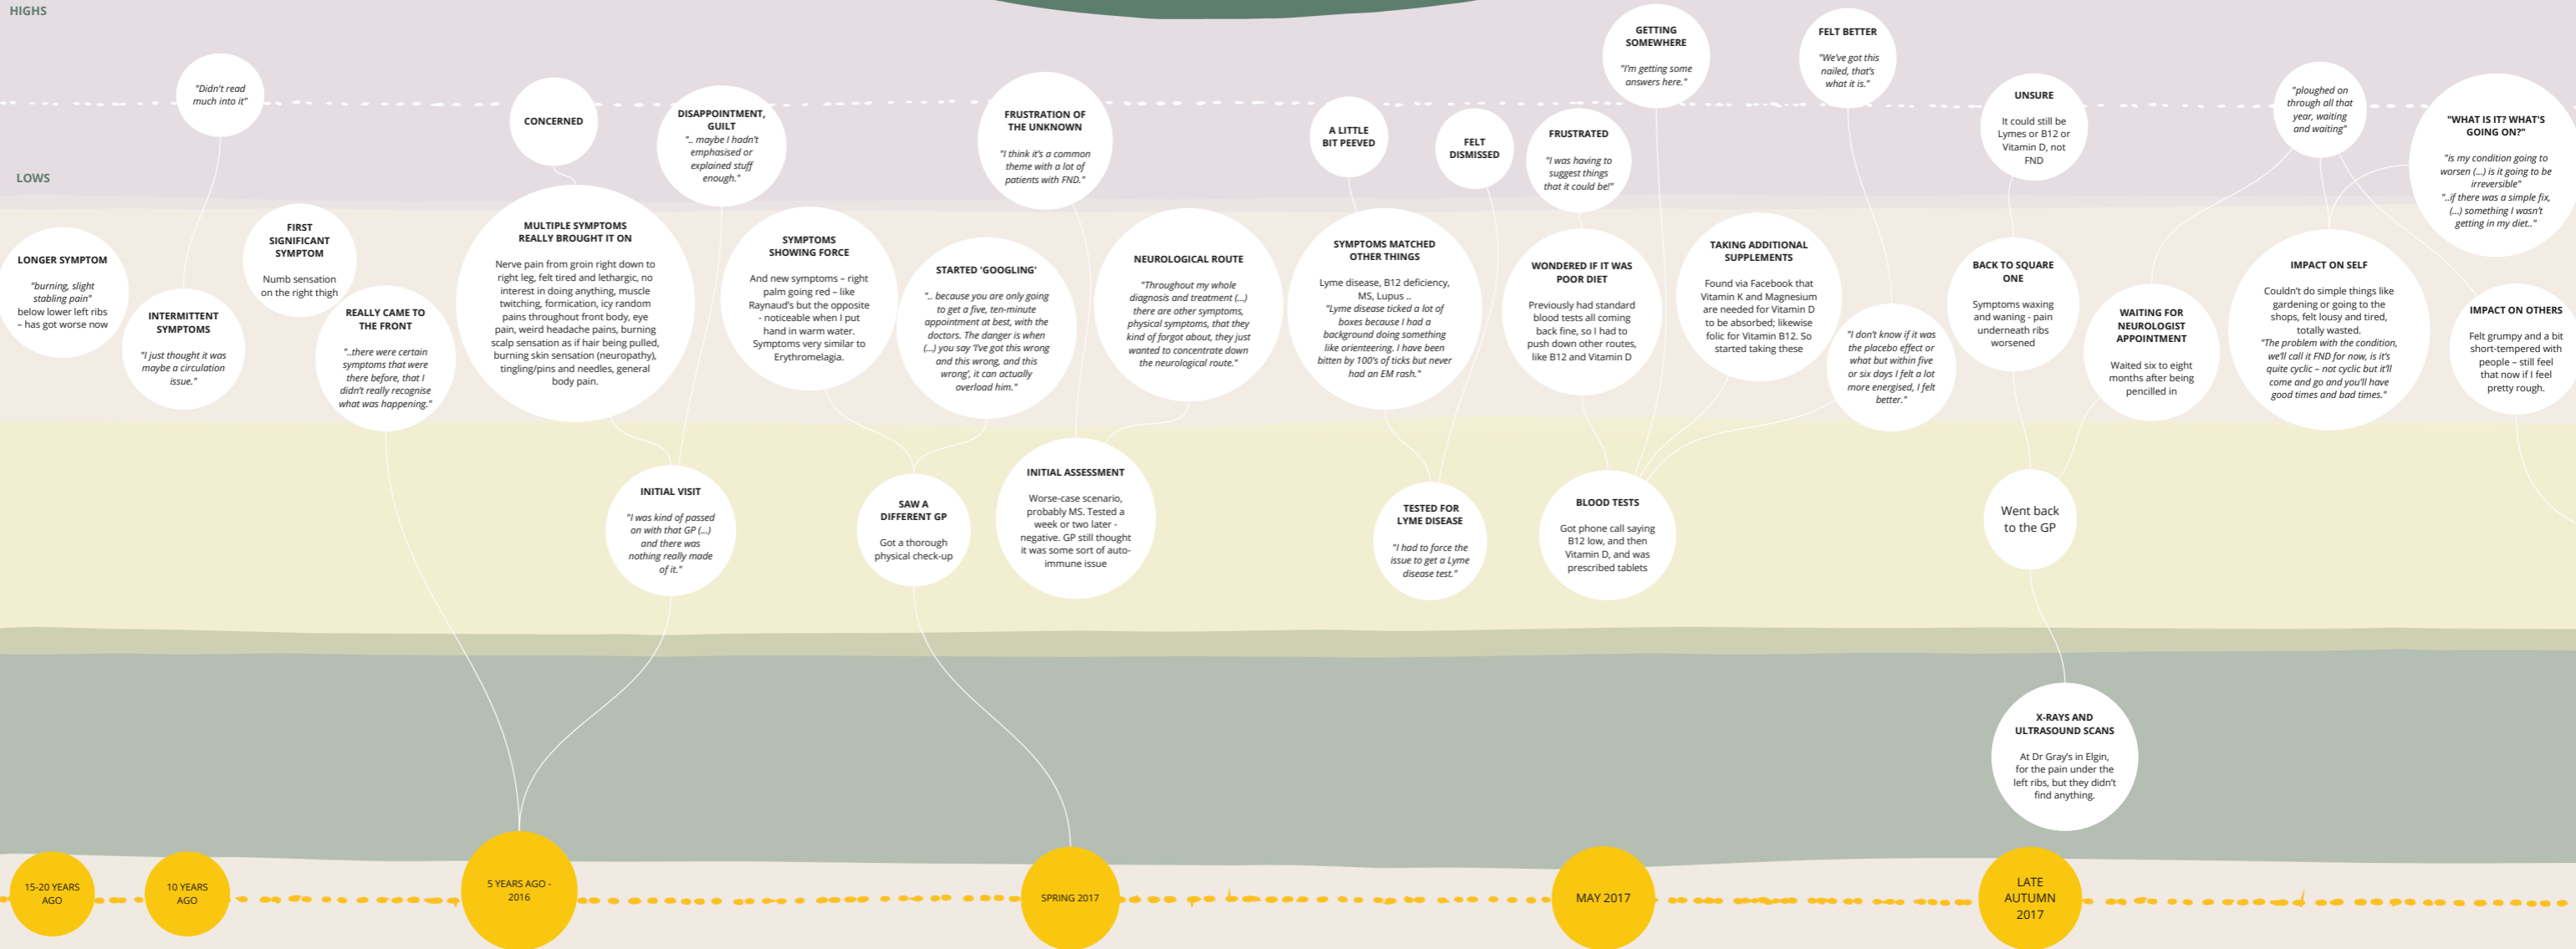 HIGHS
"Didn't read
much into it"
CONCERNED
DISAPPOINTMENT,
GUILT
".. maybe I hadn't
emphasised or
explained stuff
enough."
FRUSTRATION OF
THE UNKNOWN
"I think it's a common
theme with a lot of
patients with FND."
A LITTLE
BIT PEEVED
FELT
DISMISSED
FRUSTRATED
"I was having to
suggest things
that it could be!"
GETTING
SOMEWHERE
"I'm getting some
answers here."
FELT BETTER
"We've got this
nailed, that's
what it is."
UNSURE
It could still be
Lymes or B12 or
Vitamin D, not
FND
"ploughed on
through all that
year, waiting
and waiting"
"WHAT IS IT? WHAT'S
GOING ON?"
"is my condition going to
worsen (...) is it going to be
irreversible"
"..if there was a simple fix,
(...) something I wasn't
getting in my diet.."
LOWS
LONGER SYMPTOM
"burning, slight
stabling pain"
below lower left ribs
– has got worse now
INTERMITTENT
SYMPTOMS
"I just thought it was
maybe a circulation
issue."
FIRST
SIGNIFICANT
SYMPTOM
Numb sensation
on the right thigh
REALLY CAME TO
THE FRONT
"..there were certain
symptoms that were
there before, that I
didn't really recognise
what was happening."
MULTIPLE SYMPTOMS
REALLY BROUGHT IT ON
Nerve pain from groin right down to
right leg, felt tired and lethargic, no
interest in doing anything, muscle
twitching, formication, icy random
pains throughout front body, eye
pain, weird headache pains, burning
scalp sensation as if hair being pulled,
burning skin sensation (neuropathy),
tingling/pins and needles, general
body pain.
SYMPTOMS
SHOWING FORCE
And new symptoms – right
palm going red – like
Raynaud's but the opposite
- noticeable when I put
hand in warm water.
Symptoms very similar to
Erythromelagia.
STARTED 'GOOGLING'
".. because you are only going
to get a five, ten-minute
appointment at best, with the
doctors. The danger is when
(...) you say 'I've got this wrong
and this wrong, and this
wrong', it can actually
overload him."
NEUROLOGICAL ROUTE
"Throughout my whole
diagnosis and treatment (...)
there are other symptoms,
physical symptoms, that they
kind of forgot about, they just
wanted to concentrate down
the neurological route."
SYMPTOMS MATCHED
OTHER THINGS
Lyme disease, B12 deficiency,
MS, Lupus ..
"Lyme disease ticked a lot of
boxes because I had a
background doing something
like orienteering. I have been
bitten by 100's of ticks but never
had an EM rash."
WONDERED IF IT WAS
POOR DIET
Previously had standard
blood tests all coming
back fine, so I had to
push down other routes,
like B12 and Vitamin D
TAKING ADDITIONAL
SUPPLEMENTS
Found via Facebook that
Vitamin K and Magnesium
are needed for Vitamin D
to be absorbed; likewise
folic for Vitamin B12. So
started taking these
"I don't know if it was
the placebo effect or
what but within five
or six days I felt a lot
more energised, I felt
better."
BACK TO SQUARE
ONE
Symptoms waxing
and waning - pain
underneath ribs
worsened
WAITING FOR
NEUROLOGIST
APPOINTMENT
Waited six to eight
months after being
pencilled in
IMPACT ON SELF
Couldn't do simple things like
gardening or going to the
shops, felt lousy and tired,
totally wasted.
"The problem with the condition,
we'll call it FND for now, is it's
quite cyclic – not cyclic but it'll
come and go and you'll have
good times and bad times."
IMPACT ON OTHERS
Felt grumpy and a bit
short-tempered with
people – still feel
that now if I feel
pretty rough.
INITIAL VISIT
"I was kind of passed
on with that GP (...)
and there was
nothing really made
of it."
SAW A
DIFFERENT GP
Got a thorough
physical check-up
INITIAL ASSESSMENT
Worse-case scenario,
probably MS. Tested a
week or two later -
negative. GP still thought
it was some sort of auto-
immune issue
TESTED FOR
LYME DISEASE
"I had to force the
issue to get a Lyme
disease test."
BLOOD TESTS
Got phone call saying
B12 low, and then
Vitamin D, and was
prescribed tablets
Went back
to the GP
X-RAYS AND
ULTRASOUND SCANS
At Dr Gray's in Elgin,
for the pain under the
left ribs, but they didn't
find anything.
15-20 YEARS
AGO
10 YEARS
AGO
5 YEARS AGO -
2016
SPRING 2017
MAY 2017
LATE
AUTUMN
2017